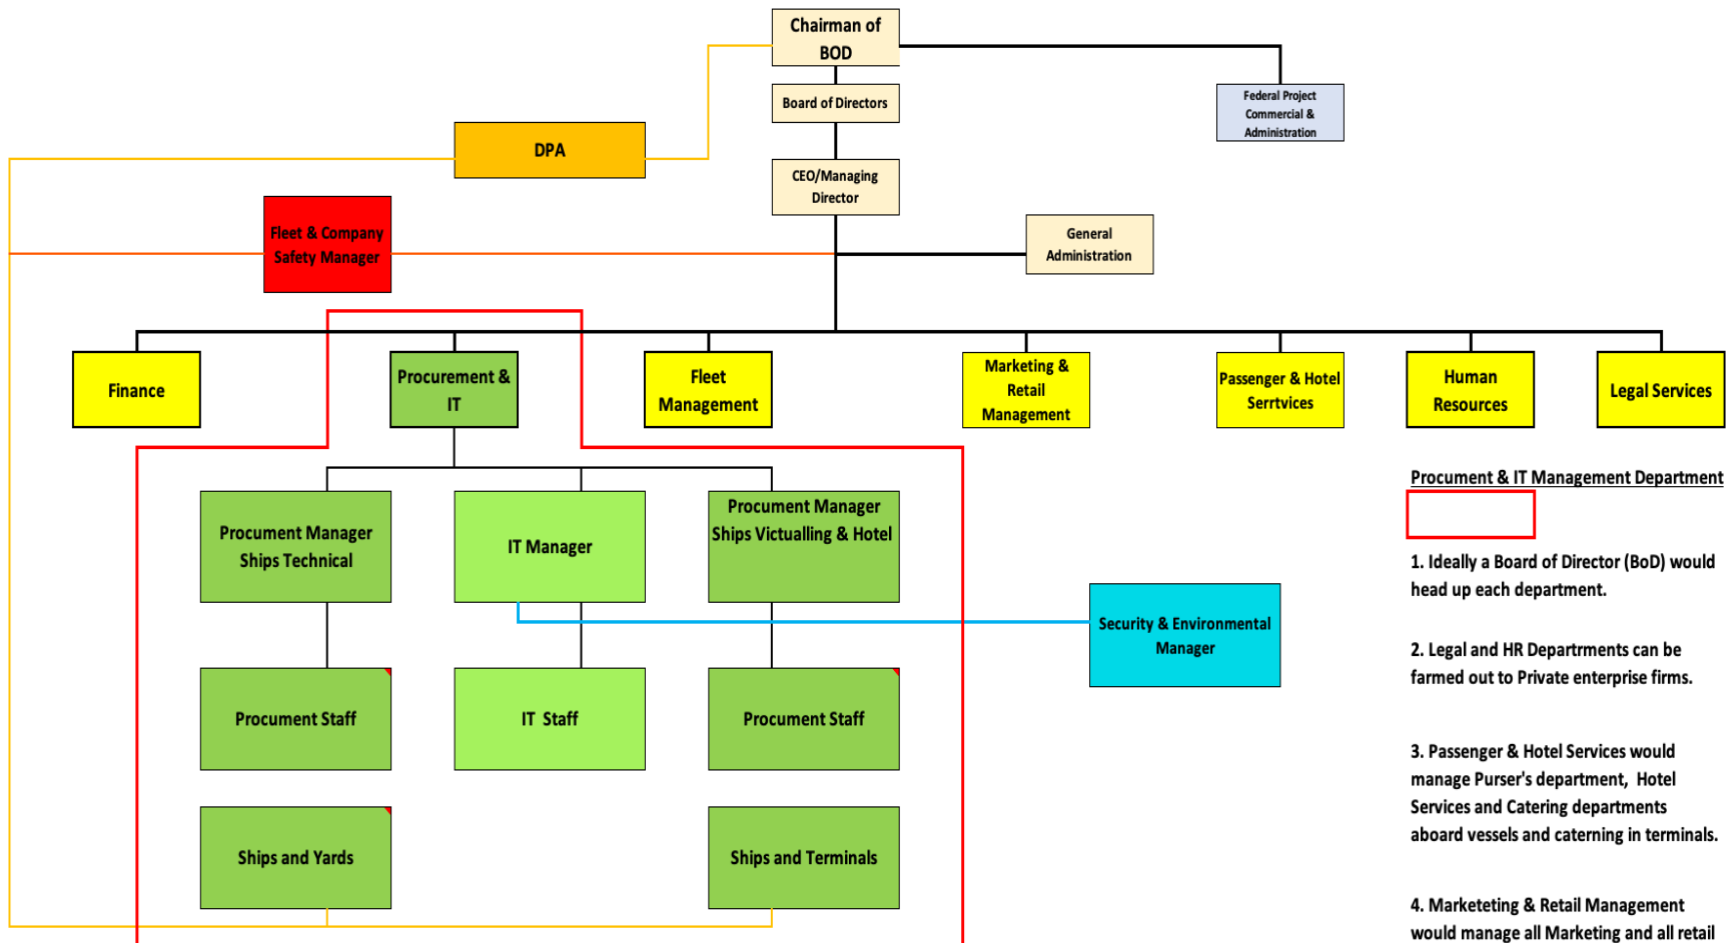 Chairman of
BOD
Board of Directors
Federal Project
Commercial &
Administration
DPA
CEO/Managing
Director
Fleet & Company
Safety Manager
General
Administration
Finance
Procurement &
IT
Fleet
Management
Marketing &
Retail
Management
Passenger & Hotel
Serrtvices
Human
Resources
Legal Services
Procument Manager
Ships Technical
IT Manager
Procument Manager
Ships Victualling & Hotel
Security & Environmental
Manager
Procument Staff
IT Staff
Procument Staff
Ships and Yards
Ships and Terminals
Procument & IT Management Department
1. Ideally a Board of Director (BoD) would
head up each department.
2. Legal and HR Departrments can be
farmed out to Private enterprise firms.
3. Passenger & Hotel Services would
manage Purser's department, Hotel
Services and Catering departments
aboard vessels and caterning in terminals.
4. Marketeting & Retail Management
would manage all Marketing and all retail